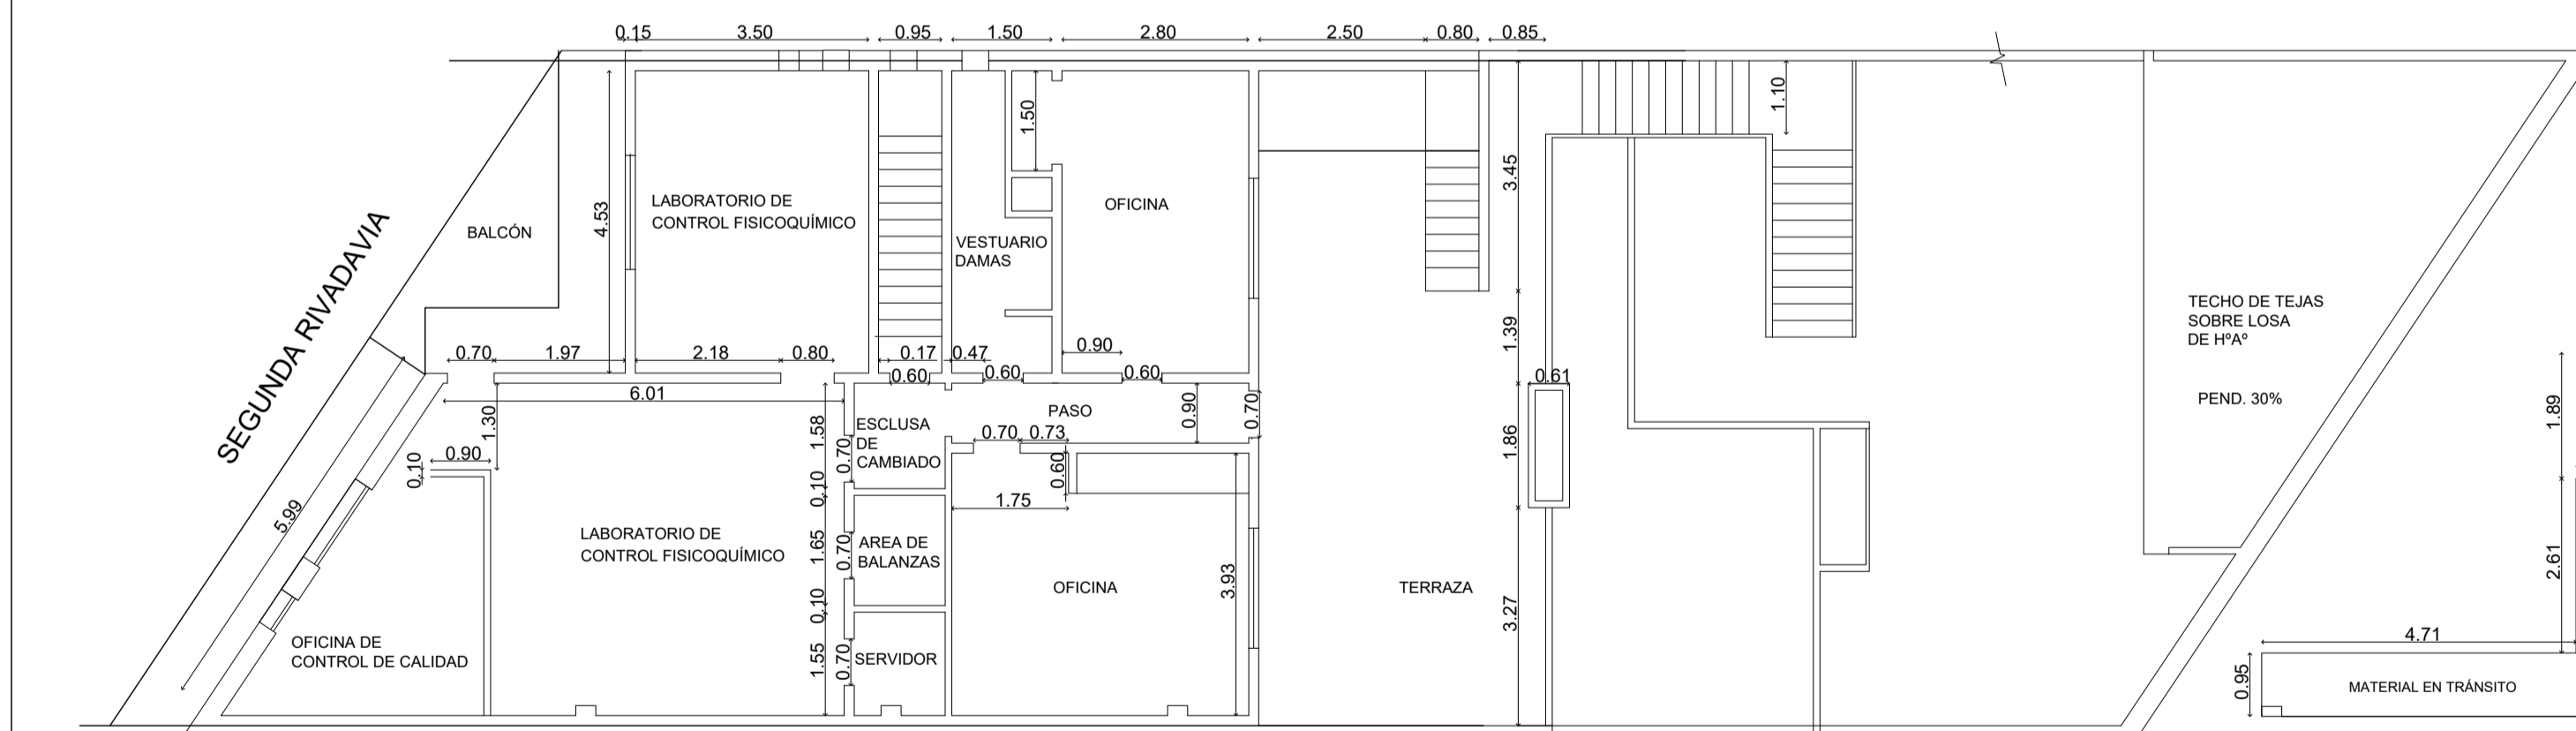 0.15 3.50 0.95 1.50 2.80 2.50 0.80 0.85
1.10
1.50
3.45
4.53
LABORATORIO DE
CONTROL FISICOQUÍMICO
OFICINA
BALCÓN
VESTUARIO
DAMAS
SEGUNDA RIVADAVIA
TECHO DE TEJAS
SOBRE LOSA
DE HºAº
PEND. 30%
1.39
0.70 1.97 2.18 0.80 0.17 0.47 0.90
0.60 0.60 0.60 0.61
6.01
1.30
1.58
ESCLUSA
DE
CAMBIADO
PASO
0.90
0.70
1.89
0.70 0.73
1.86
0.10
0.90
0.70
0.60
0.10
1.75
5.99
LABORATORIO DE
CONTROL FISICOQUÍMICO
1.65
0.70
AREA DE
BALANZAS
2.61
OFICINA
3.93
TERRAZA
0.10
3.27
OFICINA DE
CONTROL DE CALIDAD
1.55
0.70
SERVIDOR
4.71
0.95
MATERIAL EN TRÁNSITO